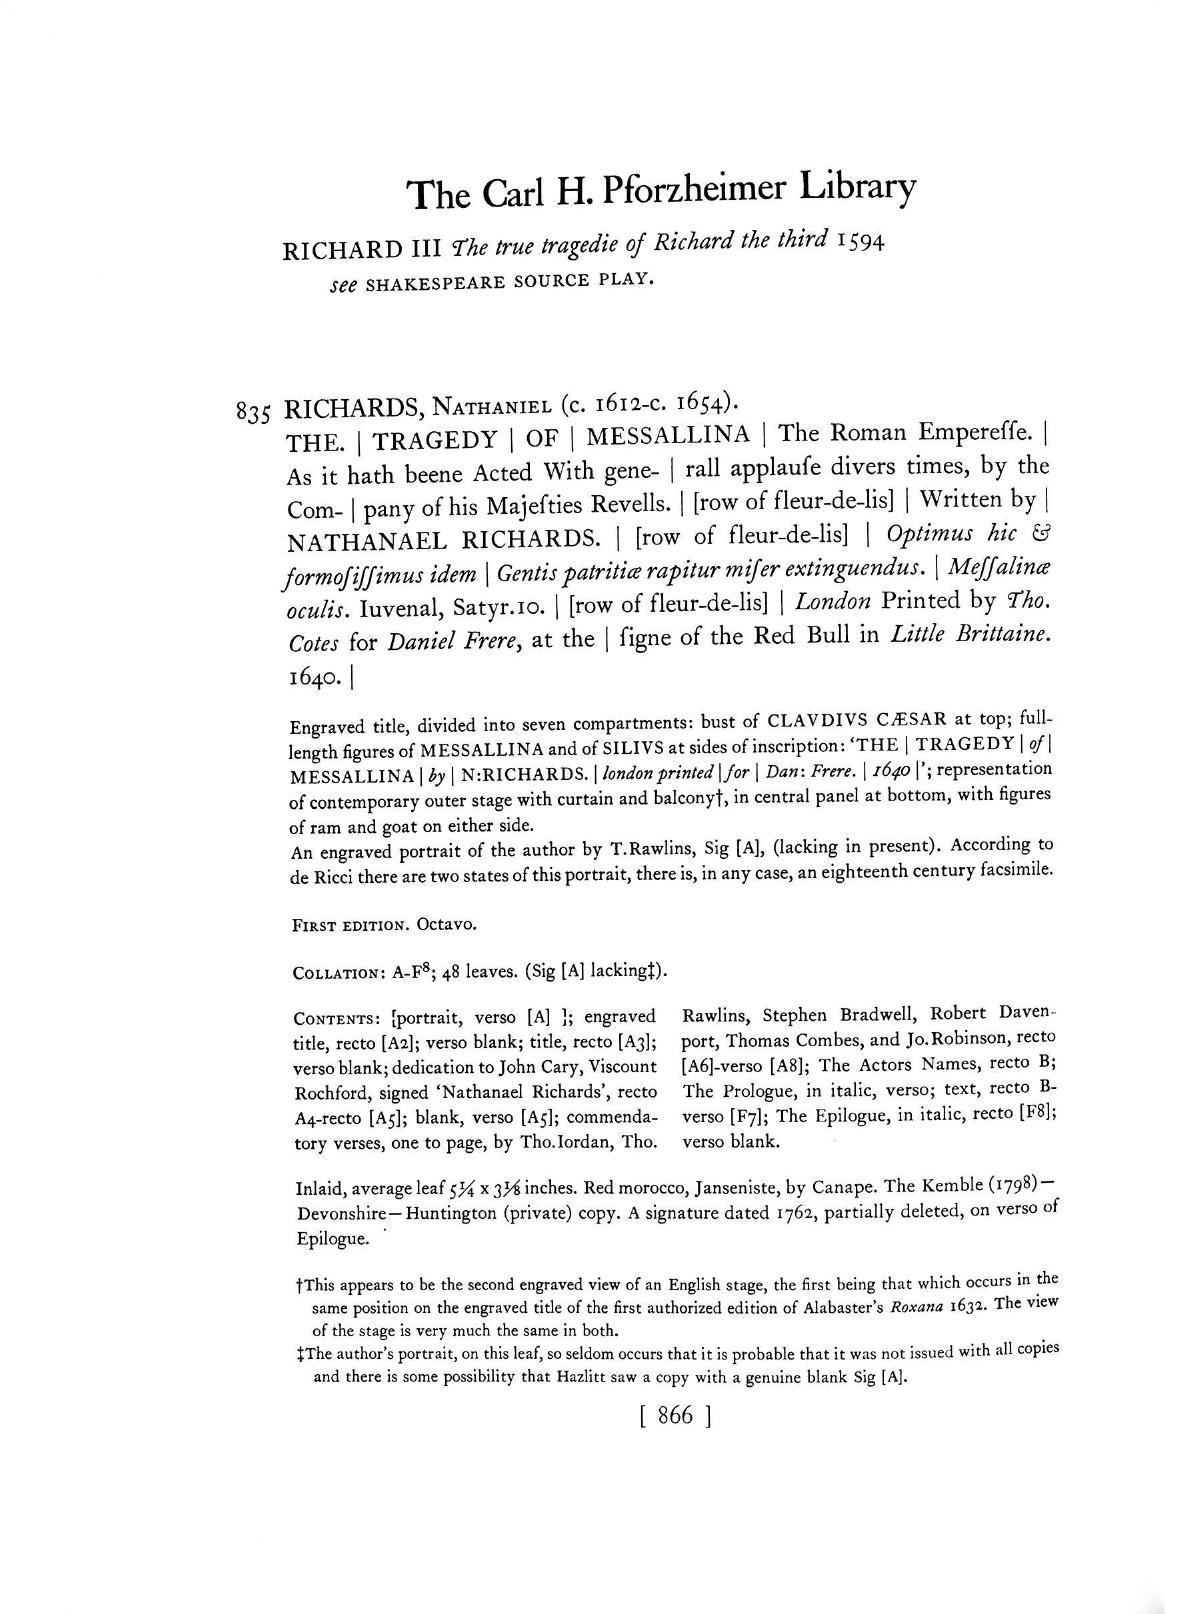 The Carl H. Pforzheimer Library
RICHARD III The true tragedie of Richard the third 1594
see SHAKESPEARE SOURCE PLAY.
835 RICHARDS, NATHANIEL (c. 1612-c. 1654).
THE. | TRAGEDY | OF | MESSALLINA | The Roman Empereſſe. |
As it hath beene Acted With gene- | rall applauſe divers times, by the
Com- | pany of his Majeſties Revells. | [row of fleur-de-lis] | Written by |
NATHANAEL RICHARDS. | [row of fleur-de-lis] | Optimus hic &
formoſiſſimus idem | Gentis patritiæ rapitur miſer extinguendus. | Meſſalinæ
oculis. Iuvenal, Satyr.10. | [row of fleur-de-lis] | London Printed by Tho.
Cotes for Daniel Frere, at the | ſigne of the Red Bull in Little Brittaine.
1640. |
Engraved title, divided into seven compartments: bust of CLAVDIVS CÆSAR at top; full-
length figures of MESSALLINA and of SILIVS at sides of inscription: ‘THE | TRAGEDY | of |
MESSALLINA | by | N:RICHARDS. | london printed | for | Dan: Frere. | 1640 |’; representation
of contemporary outer stage with curtain and balcony†, in central panel at bottom, with figures
of ram and goat on either side.
An engraved portrait of the author by T.Rawlins, Sig [A], (lacking in present). According to
de Ricci there are two states of this portrait, there is, in any case, an eighteenth century facsimile.
FIRST EDITION. Octavo.
COLLATION: A-F⁸; 48 leaves. (Sig [A] lacking‡).
CONTENTS: [portrait, verso [A] ]; engraved
title, recto [A2]; verso blank; title, recto [A3];
verso blank; dedication to John Cary, Viscount
Rochford, signed ‘Nathanael Richards’, recto
A4-recto [A5]; blank, verso [A5]; commenda-
tory verses, one to page, by Tho.Iordan, Tho.
Rawlins, Stephen Bradwell, Robert Daven-
port, Thomas Combes, and Jo.Robinson, recto
[A6]-verso [A8]; The Actors Names, recto B;
The Prologue, in italic, verso; text, recto B-
verso [F7]; The Epilogue, in italic, recto [F8];
verso blank.
Inlaid, average leaf 5¼ x 3⅛ inches. Red morocco, Janseniste, by Canape. The Kemble (1798)—
Devonshire—Huntington (private) copy. A signature dated 1762, partially deleted, on verso of
Epilogue.
†This appears to be the second engraved view of an English stage, the first being that which occurs in the
same position on the engraved title of the first authorized edition of Alabaster's Roxana 1632. The view
of the stage is very much the same in both.
‡The author's portrait, on this leaf, so seldom occurs that it is probable that it was not issued with all copies
and there is some possibility that Hazlitt saw a copy with a genuine blank Sig [A].
[ 866 ]